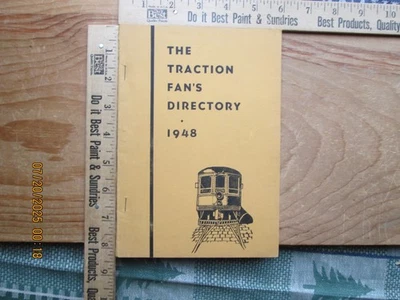 Do it Best Paint & Sundries
Best Products, Quality
THE
TRACTION
FAN'S
DIRECTORY
1948
Do it Best Paint & Sundries
Best Products,
07/20/2025 00:18